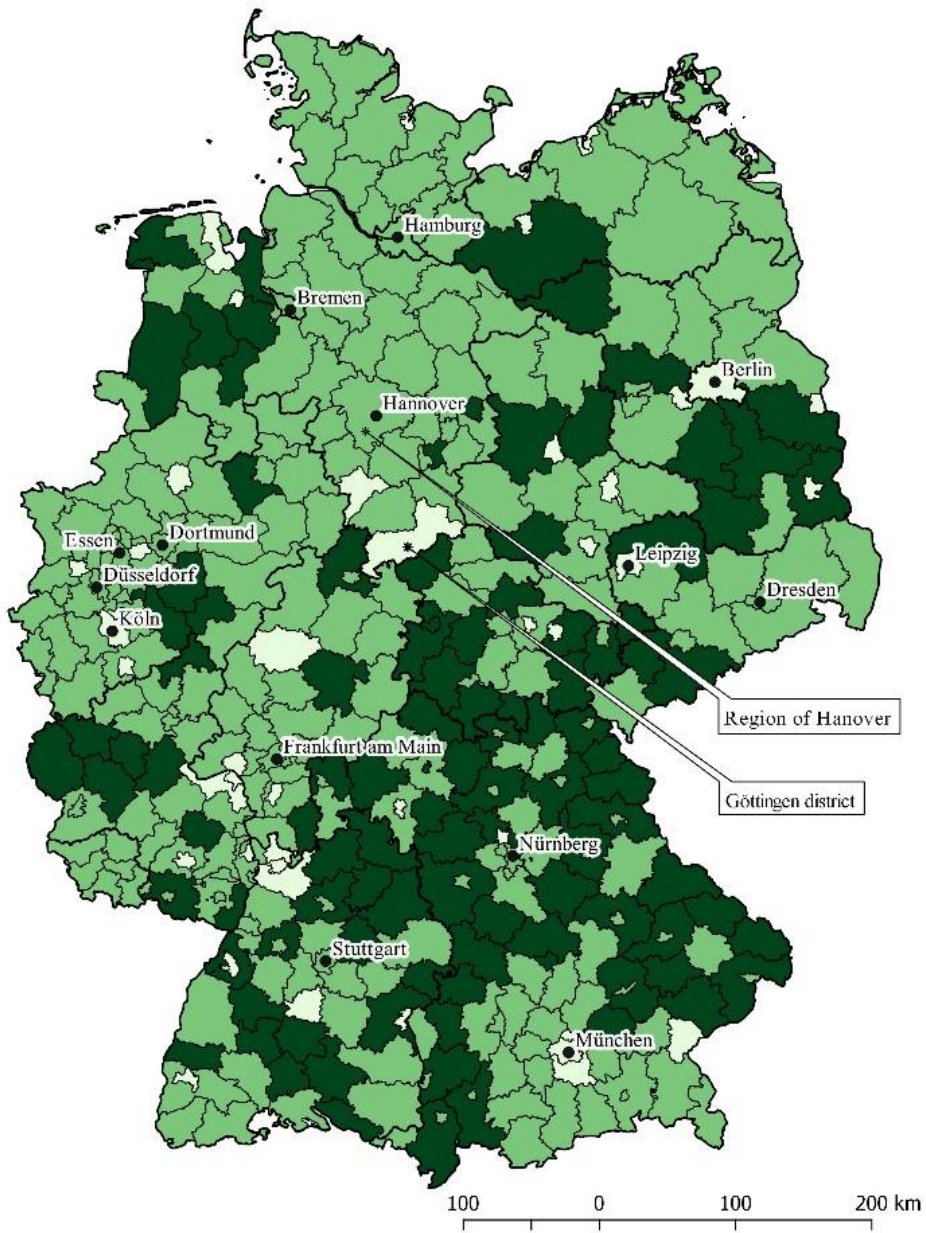 Hamburg
Bremen
Berlin
Hannover
Essen
Dortmund
Düsseldorf
Leipzig
Dresden
Köln
Region of Hanover
Frankfurt am Main
Göttingen district
Nürnberg
Stuttgart
München
100 0 100 200 km